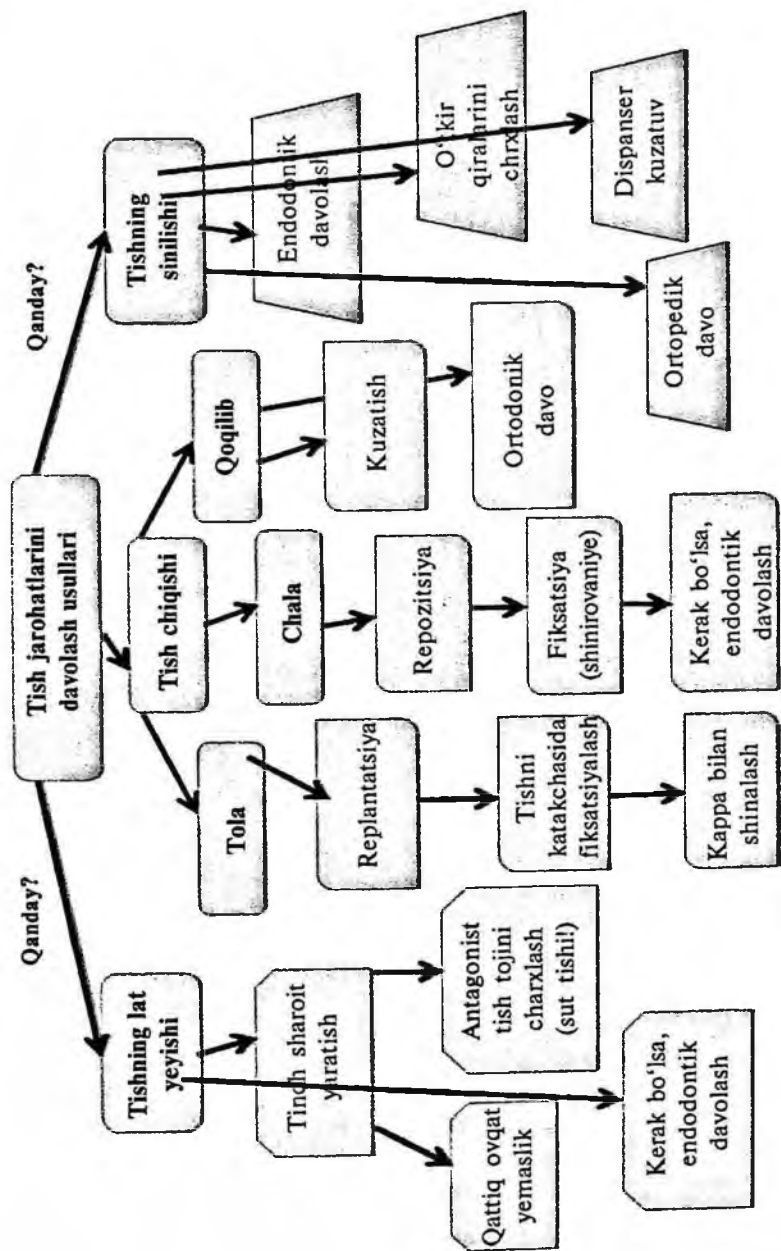 Tish jarohatlarini
davolash usullari
Qanday?
Qanday?
Tishning lat
yeyishi
Tinch sharoit
yaratish
Qattiq ovqat
yemaslik
Antagonist
tish tojini
charxlash
(sut tishi!)
Kerak bo‘lsa,
endodontik
davolash
Tish chiqishi
Tola
Replantatsiya
Tishni
katakchasida
fiksatsiyalash
Kappa bilan
shinalash
Chala
Repozitsiya
Fiksatsiya
(shinirovaniye)
Kerak bo‘lsa,
endodontik
davolash
Qoqilib
Kuzatish
Ortodonik
davo
Tishning
sinilishi
Endodontik
davolash
O‘tkir
qirralarini
chrxlash
Dispanser
kuzatuv
Ortopedik
davo